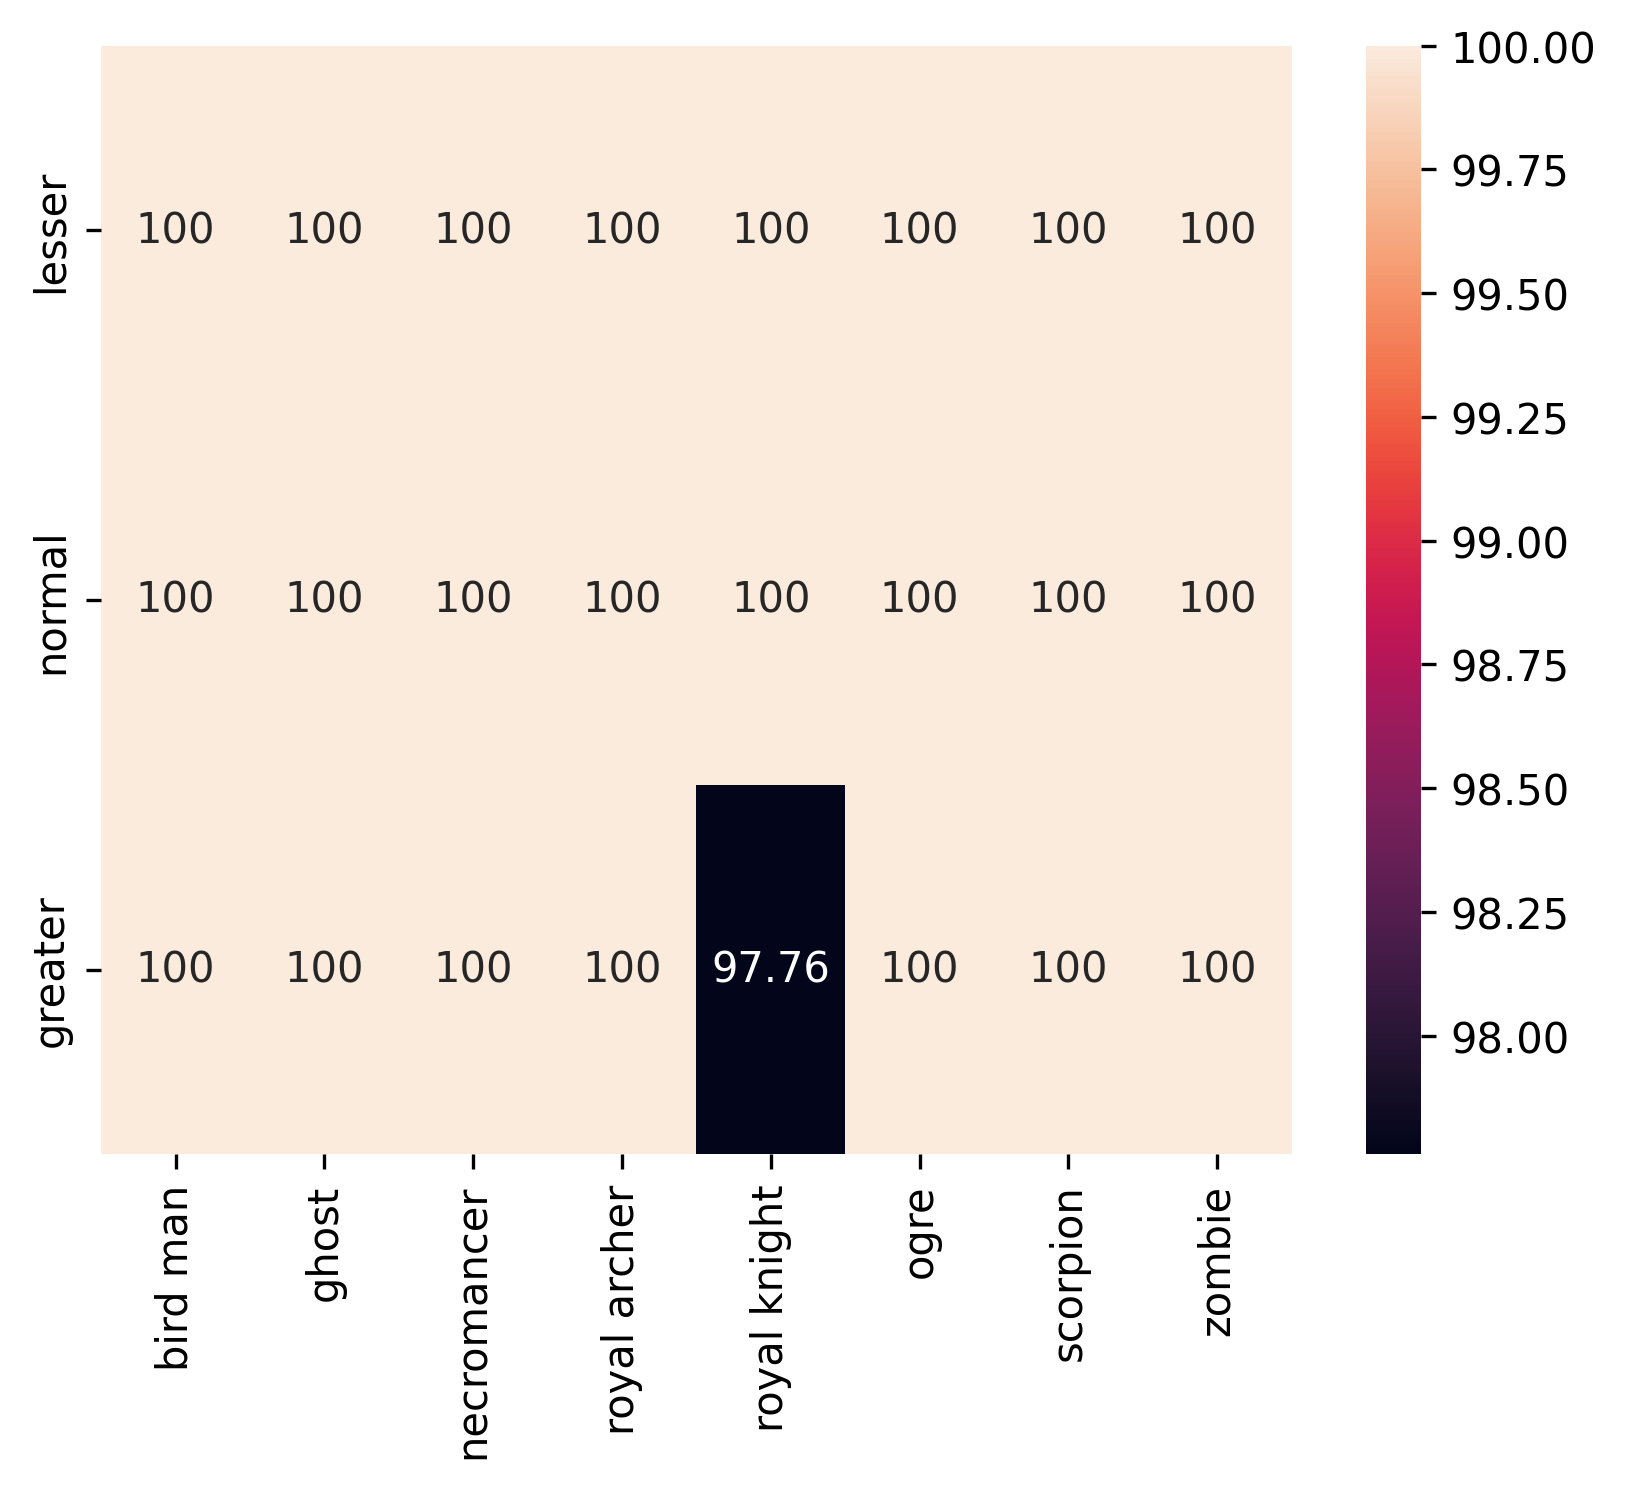 lesser 100 100 100 100 100 100 100 100
normal 100 100 100 100 100 100 100 100
greater 100 100 100 100 97.76 100 100 100
bird man
ghost
necromancer
royal archer
royal knight
ogre
scorpion
zombie
100.00
99.75
99.50
99.25
99.00
98.75
98.50
98.25
98.00